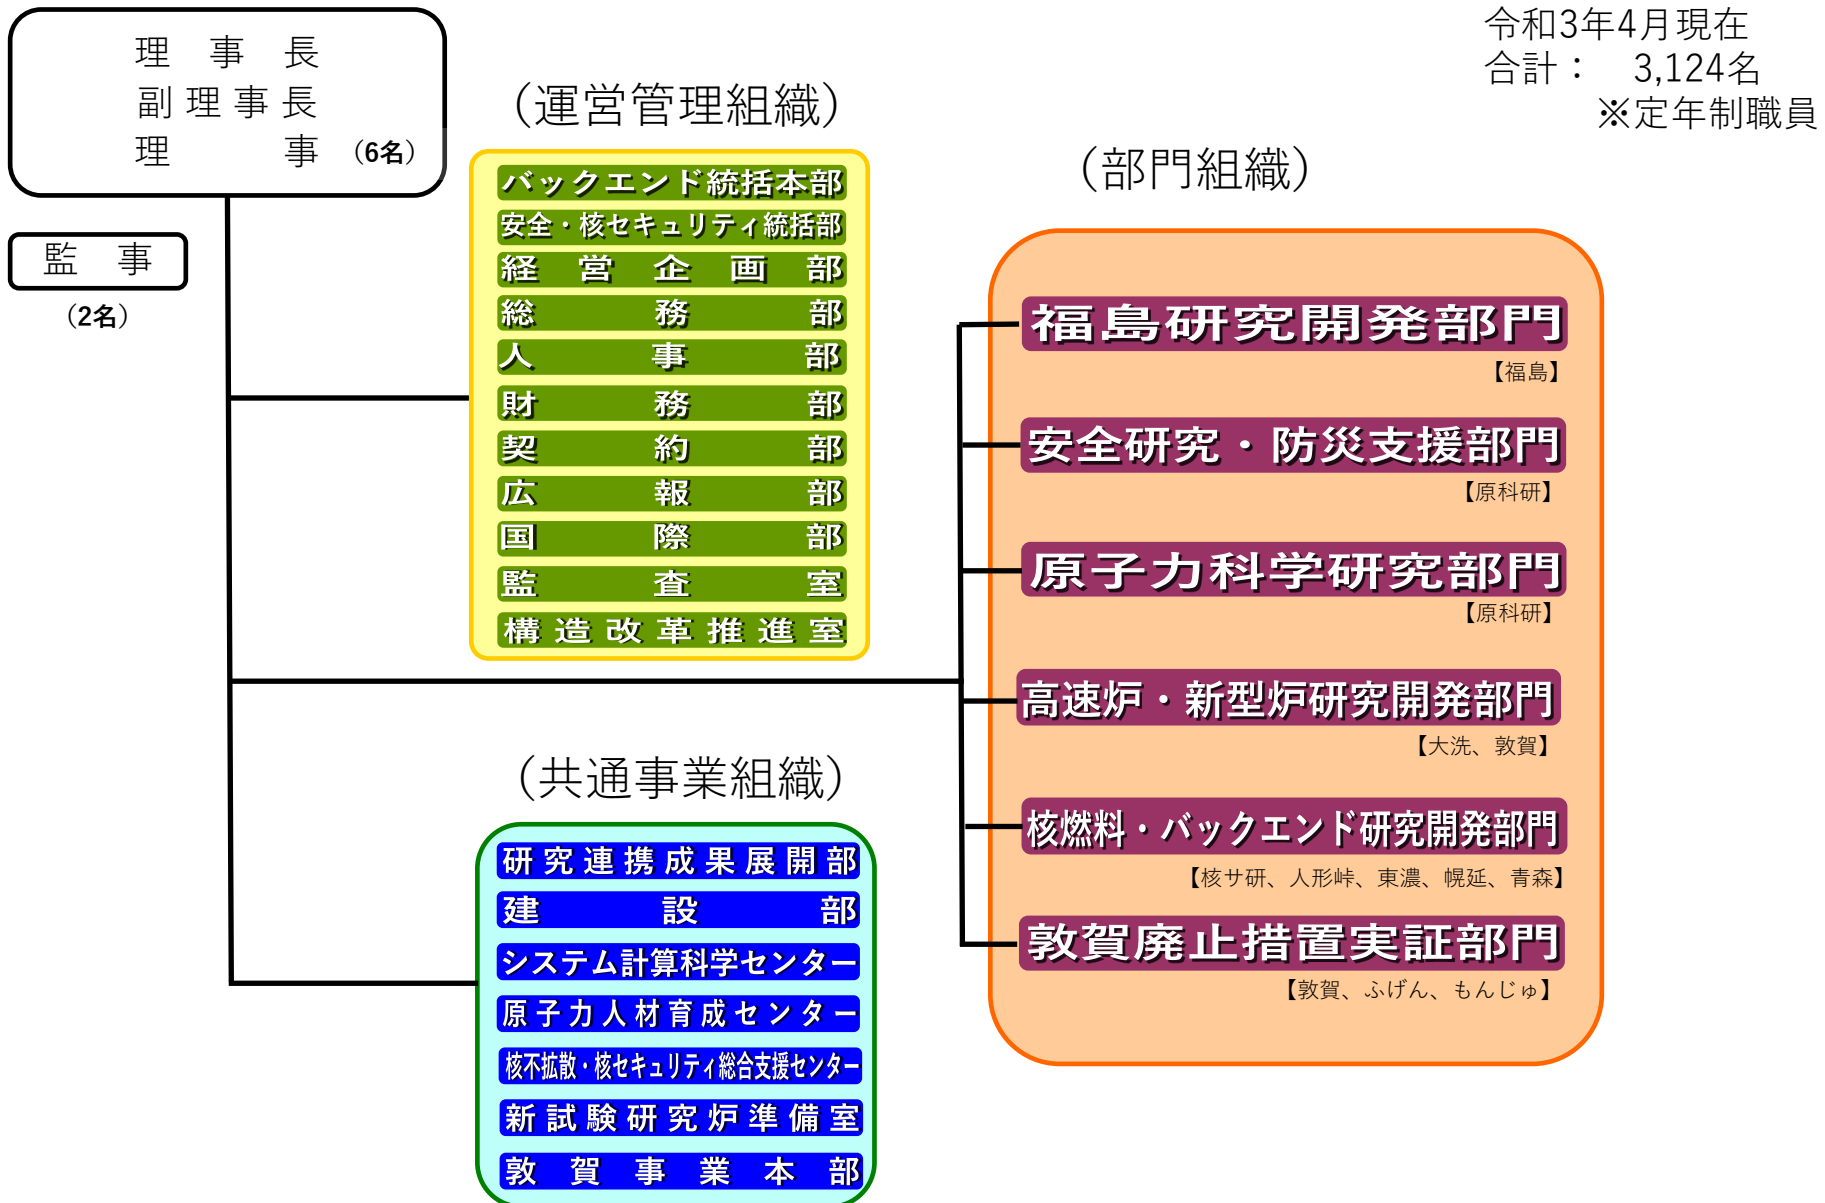 理事長
副理事長
理事 （6名）
監事
（2名）
令和3年4月現在
合計： 3,124名
※定年制職員
（運営管理組織）
バックエンド統括本部
安全・核セキュリティ統括部
経営企画部
総務部
人事部
財務部
契約部
広報部
国際部
監査室
構造改革推進室
（共通事業組織）
研究連携成果展開部
建設部
システム計算科学センター
原子力人材育成センター
核不拡散・核セキュリティ総合支援センター
新試験研究炉準備室
敦賀事業本部
（部門組織）
福島研究開発部門
【福島】
安全研究・防災支援部門
【原科研】
原子力科学研究部門
【原科研】
高速炉・新型炉研究開発部門
【大洗、敦賀】
核燃料・バックエンド研究開発部門
【核サ研、人形峠、東濃、幌延、青森】
敦賀廃止措置実証部門
【敦賀、ふげん、もんじゅ】